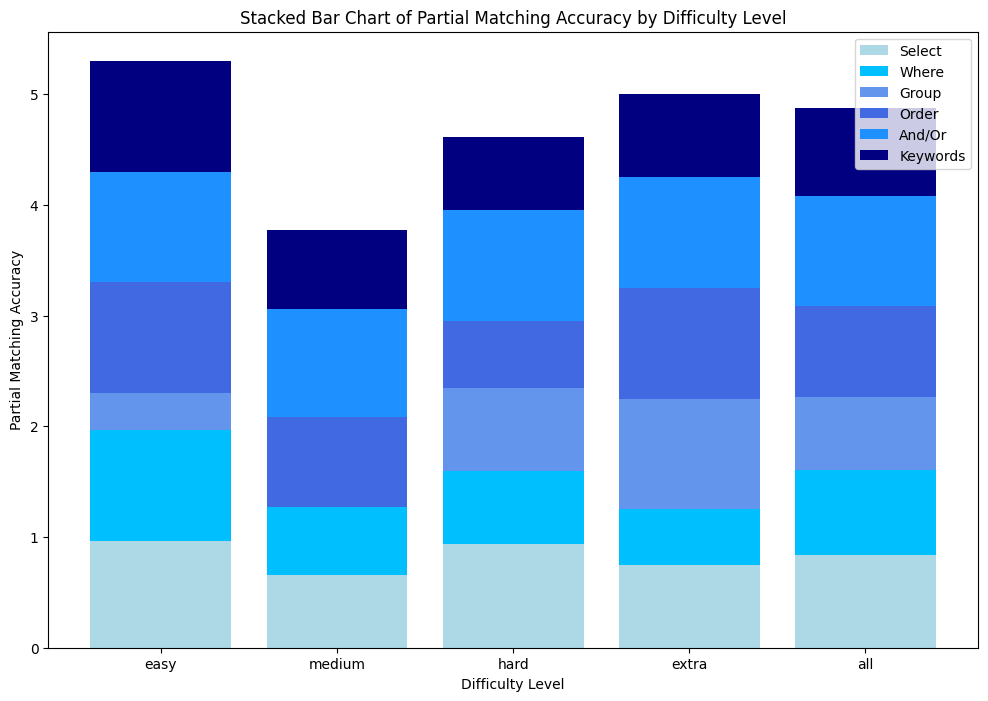 Stacked Bar Chart of Partial Matching Accuracy by Difficulty Level
Select
Where
Group
Order
And/Or
Keywords
Partial Matching Accuracy
5
4
3
2
1
0
easy
medium
hard
extra
all
Difficulty Level